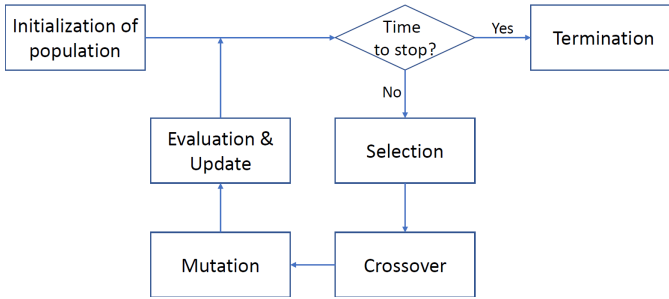 Initialization of
population
Time
to stop?
Yes
Termination
No
Evaluation &
Update
Selection
Mutation
Crossover